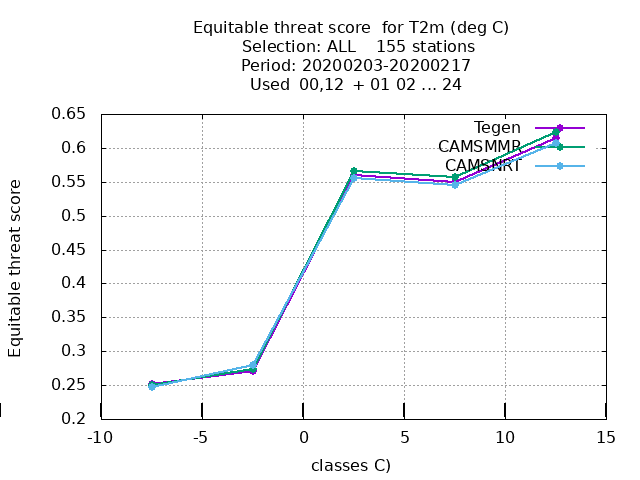 Equitable threat score for T2m (deg C)
Selection: ALL 155 stations
Period: 20200203-20200217
Used 00,12 + 01 02 ... 24
Equitable threat score
0.65
0.6
0.55
0.5
0.45
0.4
0.35
0.3
0.25
0.2
Tegen
CAMSMMR
CAMSNRT
-10 -5 0 5 10 15
classes C)